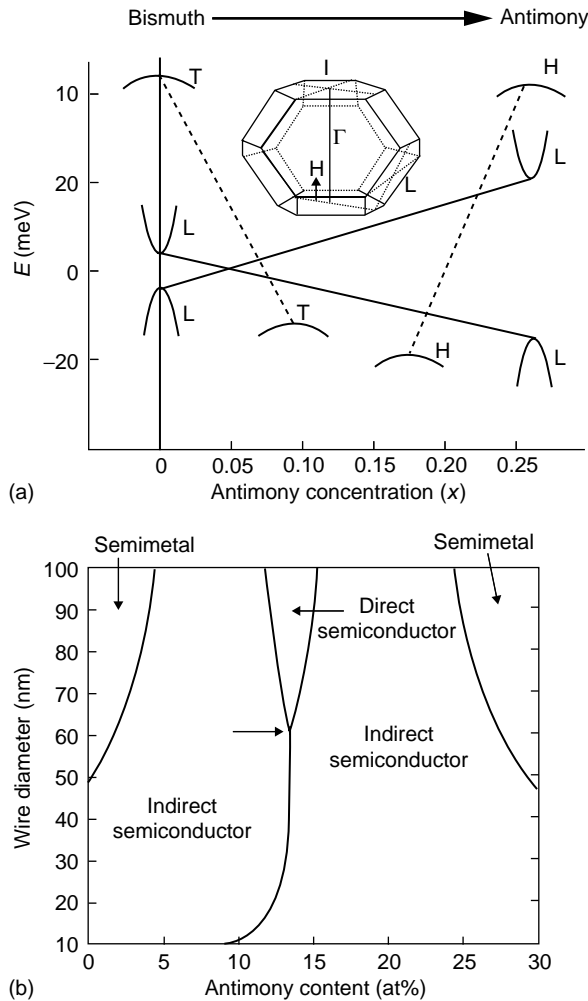 Bismuth Antimony
I
H
T
10
Γ
H
L
20
L
L
E (meV)
0
L
T
H
L
−20
0 0.05 0.10 0.15 0.20 0.25
(a) Antimony concentration (x)
Semimetal Semimetal
100
90
Direct
semiconductor
80
70
60
Indirect
semiconductor
50
Wire diameter (nm)
Indirect
semiconductor
40
30
20
10
0 5 10 15 20 25 30
(b) Antimony content (at%)